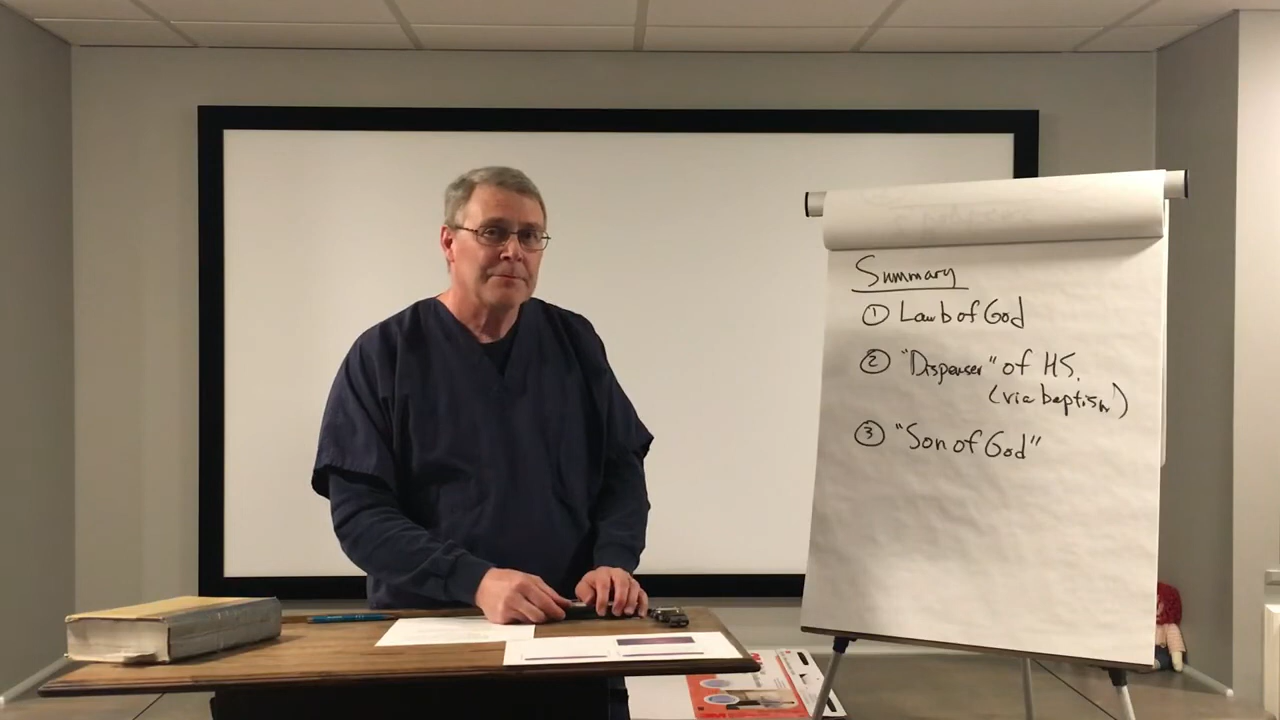 Summary
① Lamb of God
② "Dispenser" of HS.
(via baptism)
③ "Son of God"